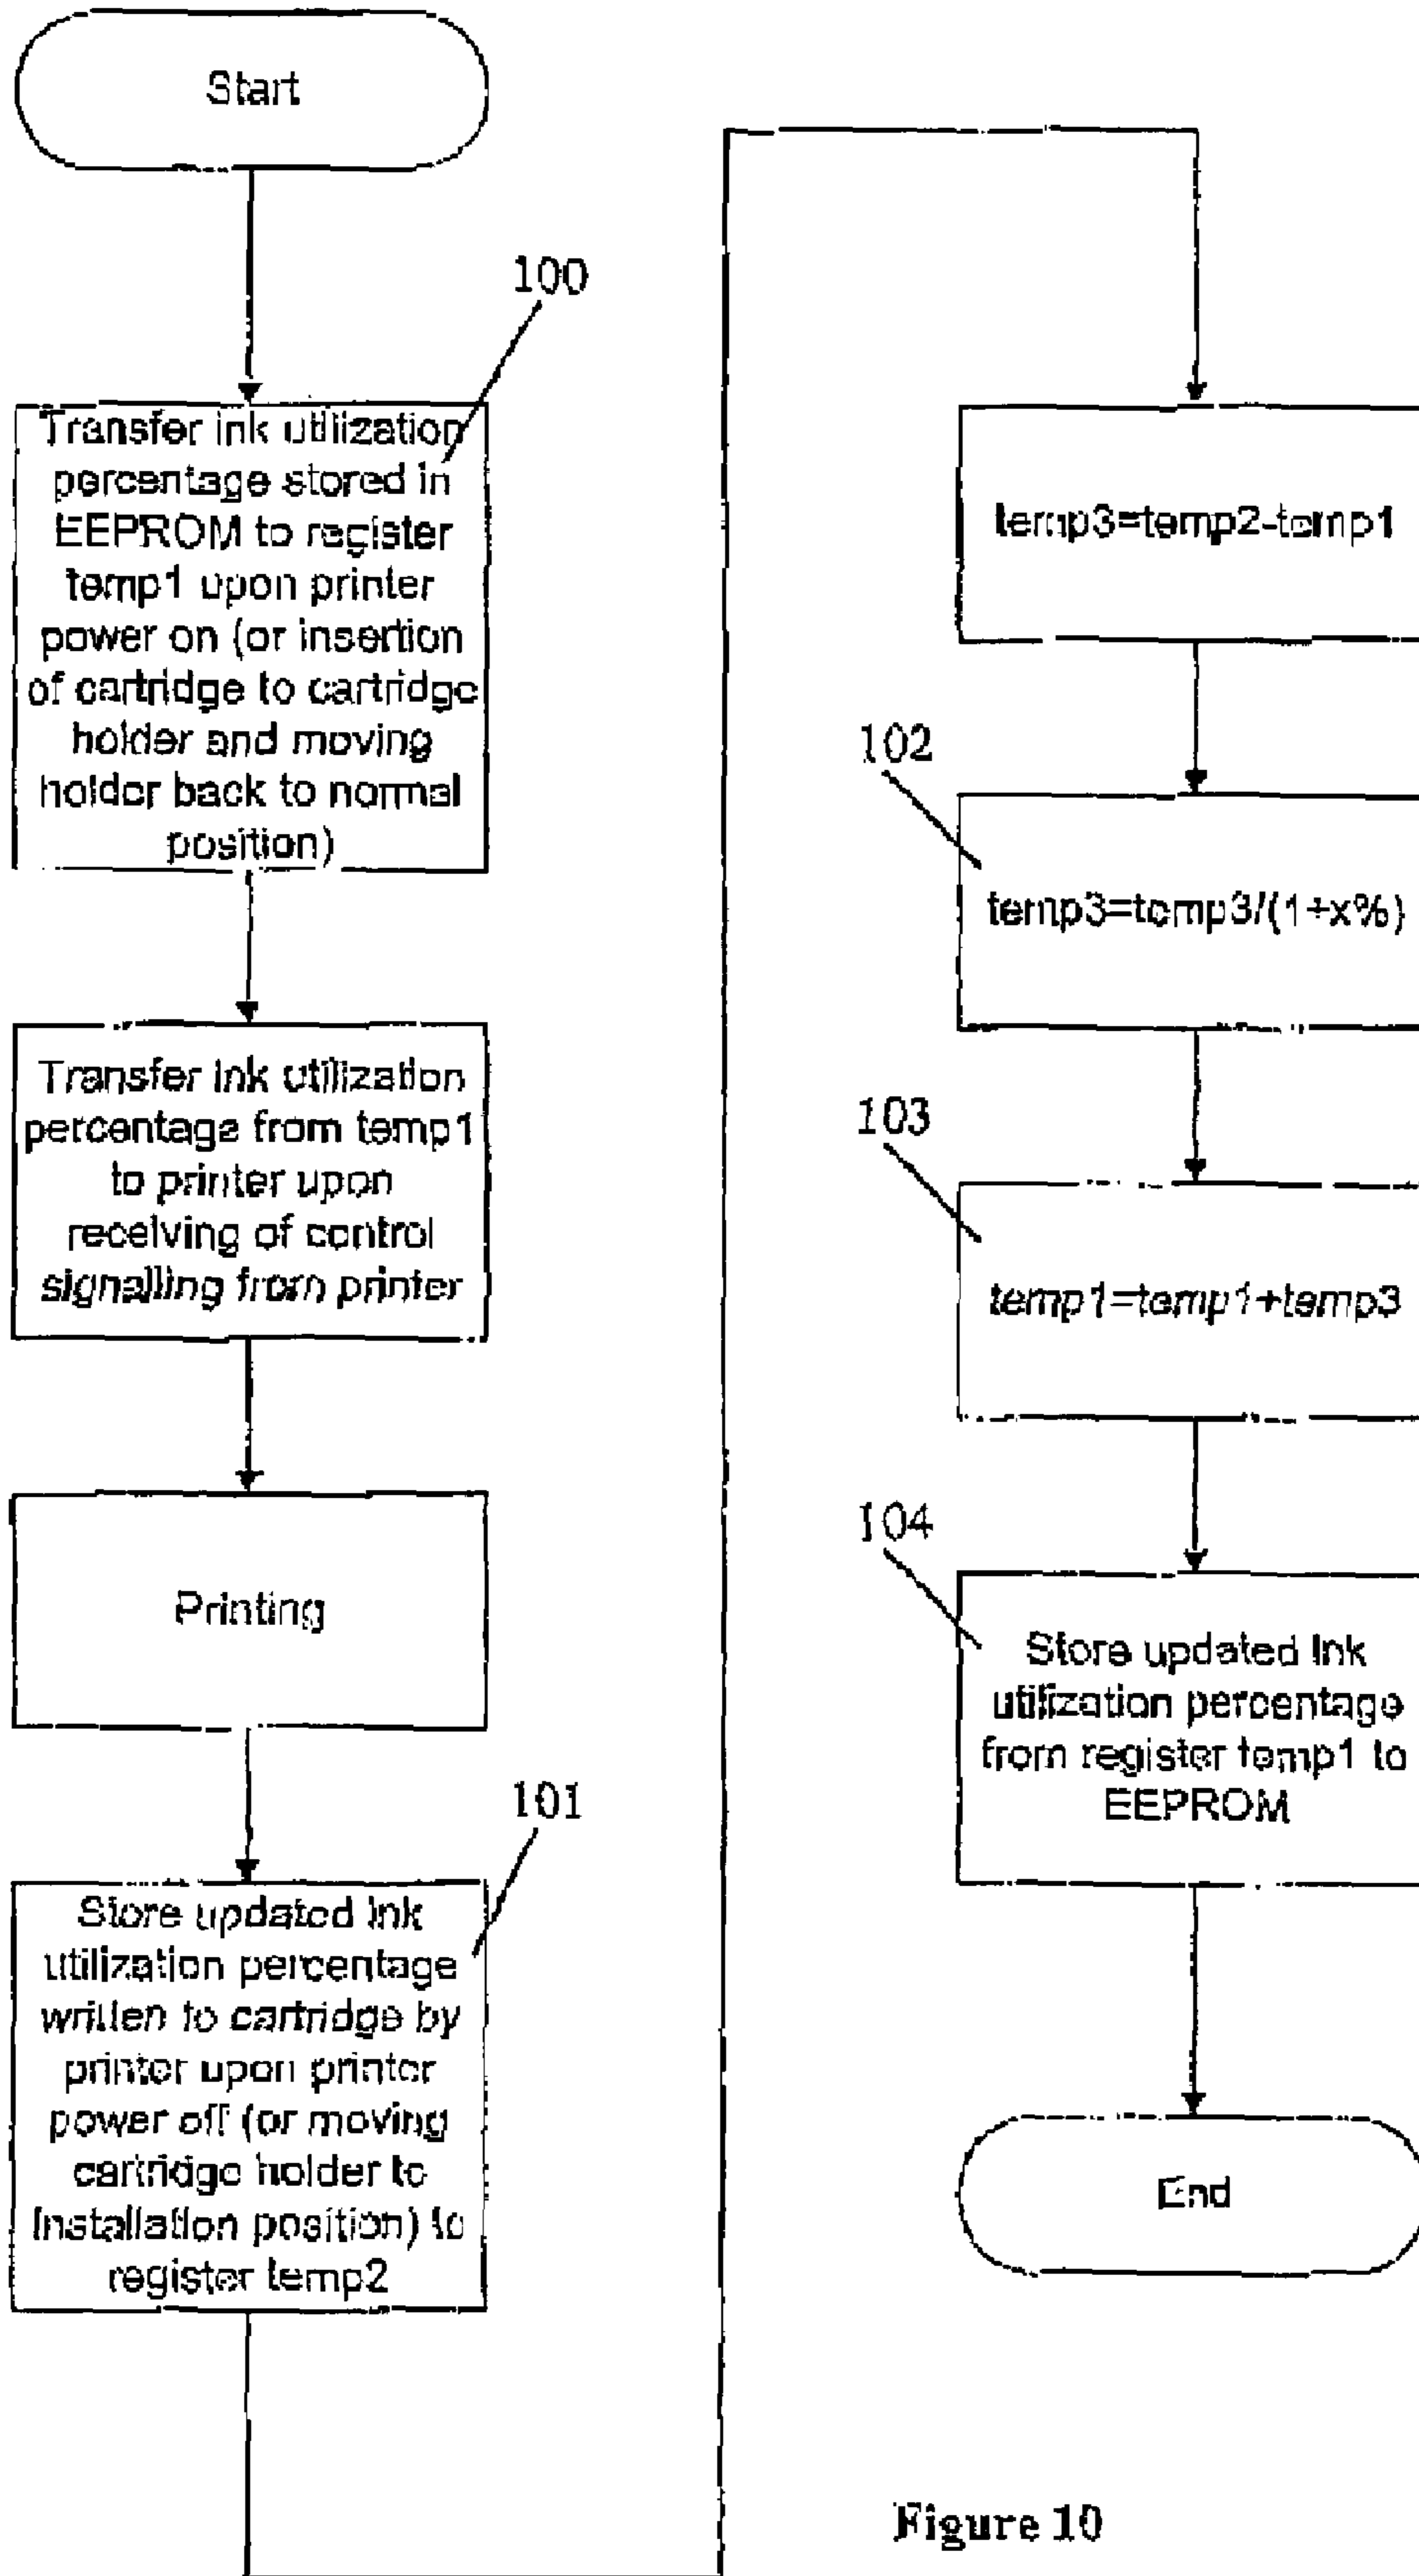 Start
100
Transfer ink utilization
percentage stored in
EEPROM to register
temp1 upon printer
power on (or insertion
of cartridge to cartridge
holder and moving
holder back to normal
position)
Transfer ink utilization
percentage from temp1
to printer upon
receiving of control
signalling from printer
Printing
101
Store updated ink
utilization percentage
written to cartridge by
printer upon printer
power off (or moving
cartridge holder to
installation position) to
register temp2
temp3=temp2-temp1
102
temp3=temp3/(1+x%)
103
temp1=temp1+temp3
104
Store updated ink
utilization percentage
from register temp1 to
EEPROM
End
Figure 10